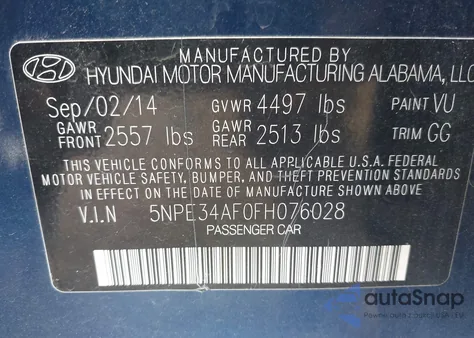 MANUFACTURED BY
HYUNDAI MOTOR MANUFACTURING ALABAMA, LLC
Sep/02/14 GVWR 4497 lbs PAINT VU
GAWR FRONT 2557 lbs GAWR REAR 2513 lbs TRIM GG
THIS VEHICLE CONFORMS TO ALL APPLICABLE U.S.A. FEDERAL
MOTOR VEHICLE SAFETY, BUMPER, AND THEFT PREVENTION
STANDARDS IN EFFECT ON THE DATE OF MANUFACTURE SHOWN ABOVE.
V.I.N 5NPE34AF0FH076028
PASSENGER CAR
autoSnap